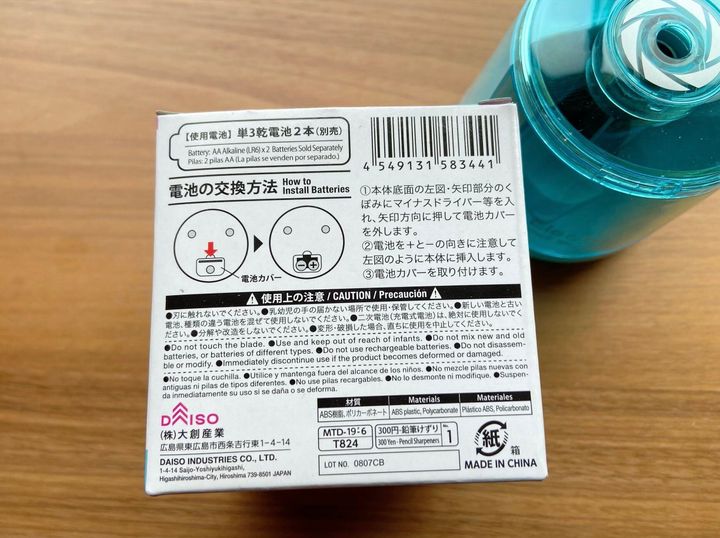 【使用電池】単3乾電池2本(別売)
Battery: AA Alkaline (LR6) x 2 Batteries Sold Separately
Pilas: 2 pilas AA (La pilas se venden por separado.)
4 549131 583441
電池の交換方法 How to Install Batteries
電池カバー
①本体底面の左図・矢印部分のく
ぼみにマイナスドライバー等を入
れ、矢印方向に押して電池カバー
を外します。
②電池を+と−の向きに注意して
左図のように本体に挿入します。
③電池カバーを取り付けます。
使用上の注意 / CAUTION / Precaución
●刃に触れないでください。●乳幼児の手の届かない場所で使用・保管してください。●新しい電池と古い
電池、種類の違う電池を混ぜて使用しないでください。●二次電池(充電式電池)は、絶対に使用しないでくだ
さい。●分解や改造をしないでください。●変形・破損した場合、直ちに使用を中止してください。
●Do not touch the blade. ●Use and keep out of reach of infants. ●Do not mix new and old
batteries, or batteries of different types. ●Do not use rechargeable batteries. ●Do not disassem-
ble or modify. ●Immediately discontinue use if the product becomes deformed or damaged.
●No toque la cuchilla. ●Utilice y mantenga fuera del alcance de los niños. ●No mezcle pilas nuevas con
antiguas ni pilas de tipos diferentes. ●No use pilas recargables. ●No lo desmonte ni modifique. ●Suspen-
da inmediatamente su uso si se daña o se deforma.
材質 Materials Materiales
ABS樹脂、ポリカーボネート ABS plastic, Polycarbonate Plástico ABS, Policarbonato
DAISO
(株)大創産業
広島県東広島市西条吉行東1-4-14
DAISO INDUSTRIES CO., LTD.
1-4-14 Saijo-Yoshiyukihigashi,
Higashihiroshima-City, Hiroshima 739-8501 JAPAN
MTD-19-6
T824
300円・鉛筆けずり
300 Yen · Pencil Sharpeners
No 1
LOT NO. 0807CB
紙 箱
MADE IN CHINA